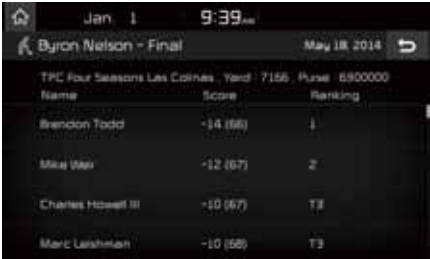 Jan. 1 9:39 AM
Byron Nelson - Final May 18, 2014
TPC Four Seasons Las Colinas, Yard : 7166, Purse : 6900000
Name Score Ranking
Brendon Todd -14 (66) 1
Mike Weir -12 (67) 2
Charles Howell III -10 (67) T3
Marc Leishman -10 (68) T3